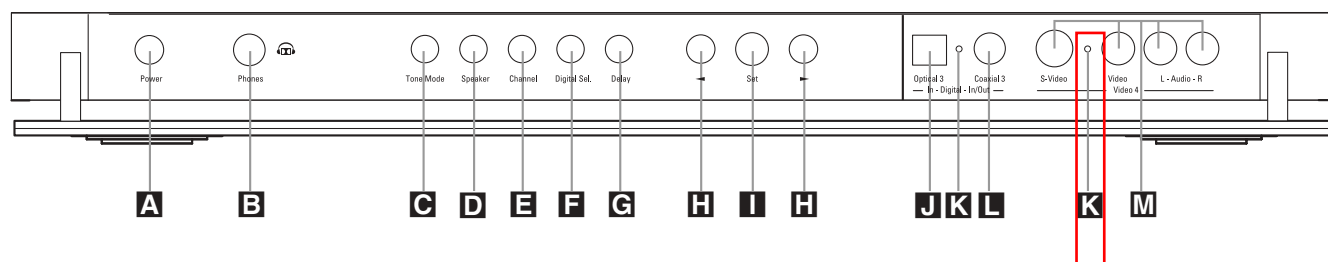 Power Phones Tone Mode Speaker Channel Digital Sel. Delay ◄ Set ► Optical 3 Coaxial 3 S-Video Video L - Audio - R
In - Digital - In/Out Video 4
A B C D E F G H I H J K L K M